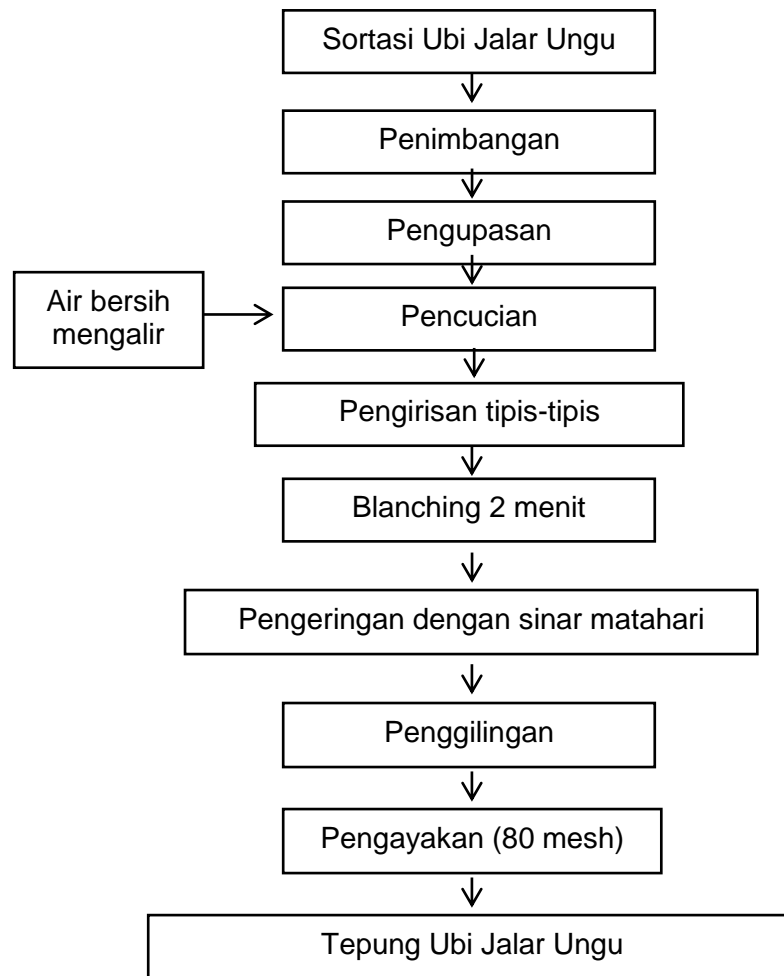 Sortasi Ubi Jalar Ungu
Penimbangan
Pengupasan
Air bersih
mengalir
Pencucian
Pengirisan tipis-tipis
Blanching 2 menit
Pengeringan dengan sinar matahari
Penggilingan
Pengayakan (80 mesh)
Tepung Ubi Jalar Ungu